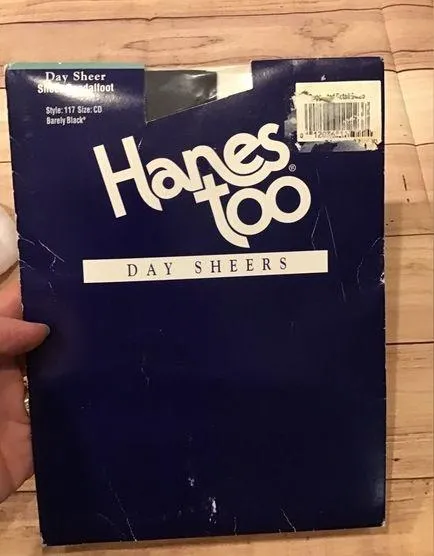 Day Sheer
Style: 117 Size: CD
Barely Black*
Hanes
too®
DAY SHEERS